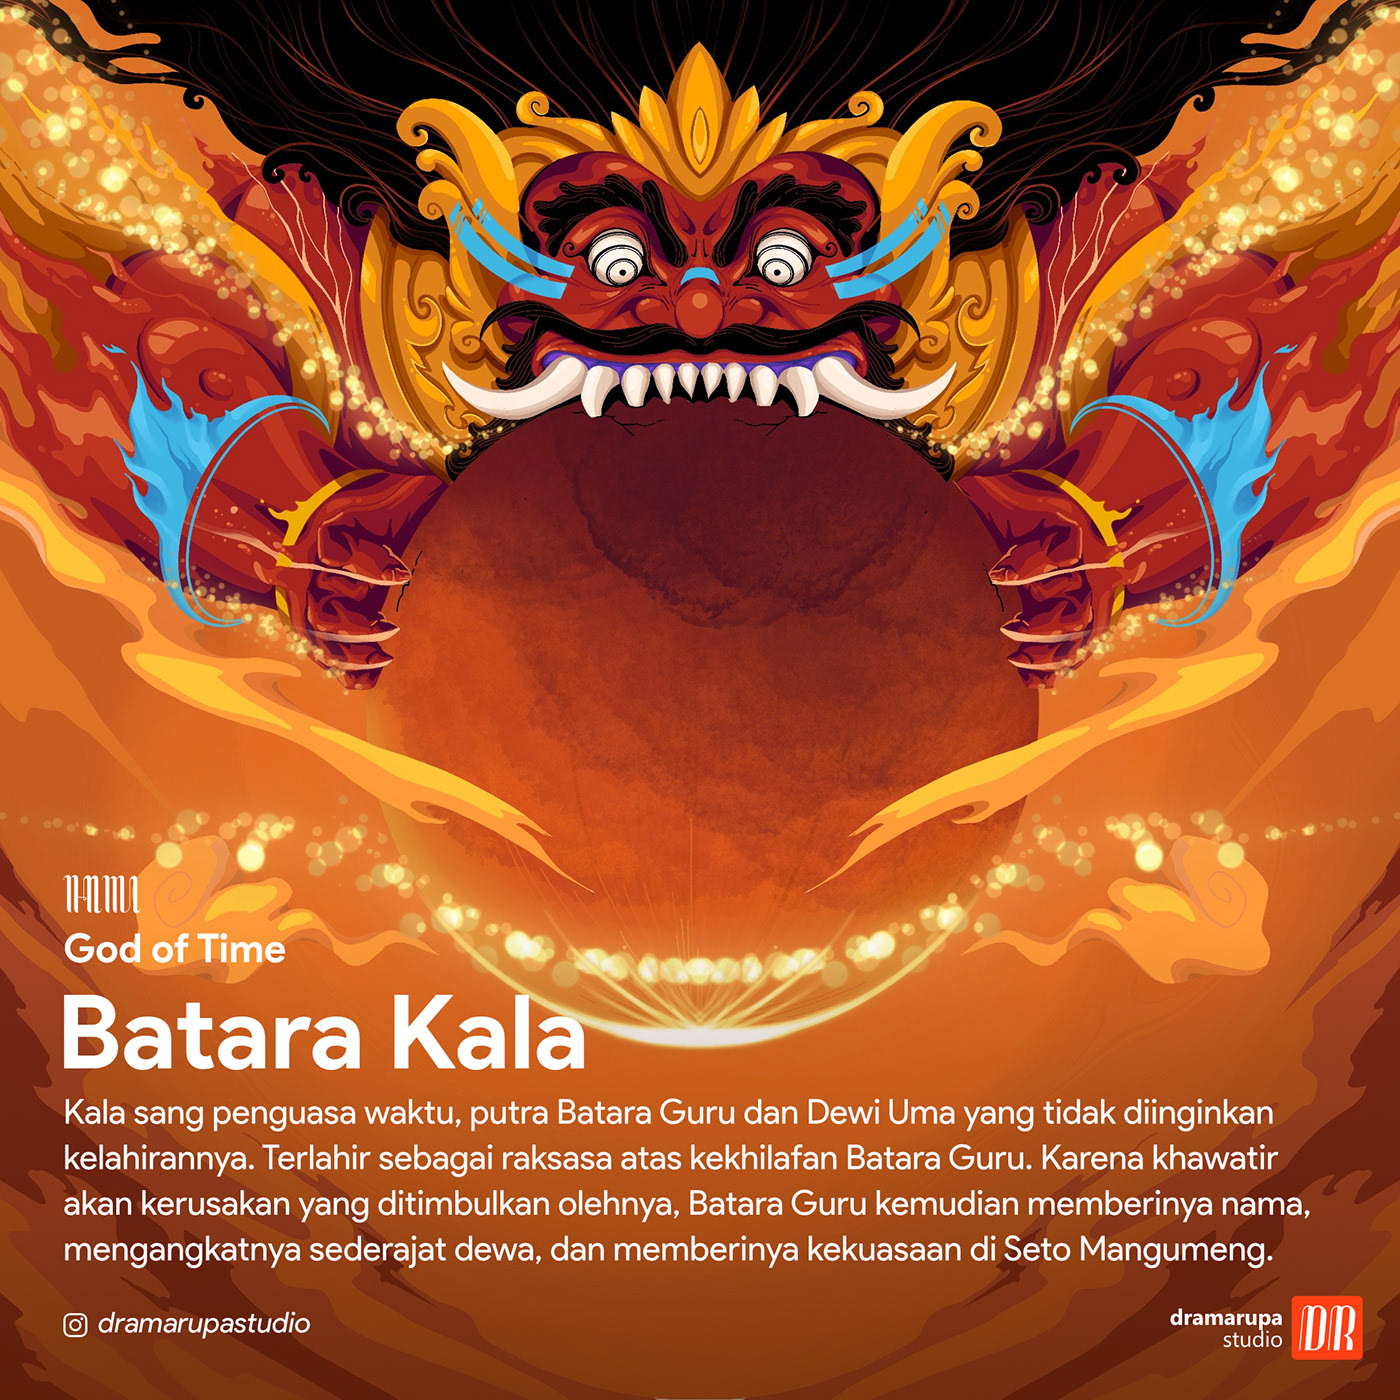 God of Time
Batara Kala
Kala sang penguasa waktu, putra Batara Guru dan Dewi Uma yang tidak diinginkan
kelahirannya. Terlahir sebagai raksasa atas kekhilafan Batara Guru. Karena khawatir
akan kerusakan yang ditimbulkan olehnya, Batara Guru kemudian memberinya nama,
mengangkatnya sederajat dewa, dan memberinya kekuasaan di Seto Mangumeng.
dramarupastudio
dramarupa
studio
DR